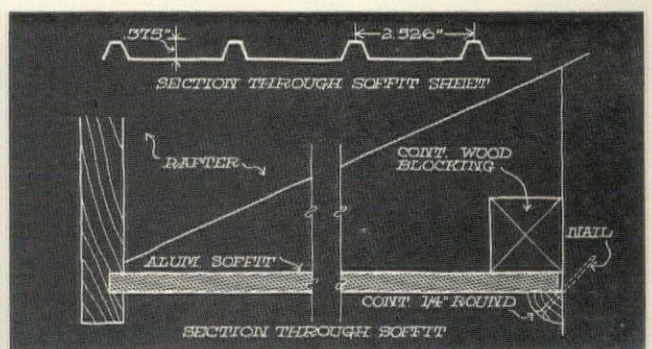 .375"
2.526"
SECTION THROUGH SOFFIT SHEET
RAFTER
CONT. WOOD
BLOCKING
NAIL
ALUM. SOFFIT
CONT. 1/4" ROUND
SECTION THROUGH SOFFIT